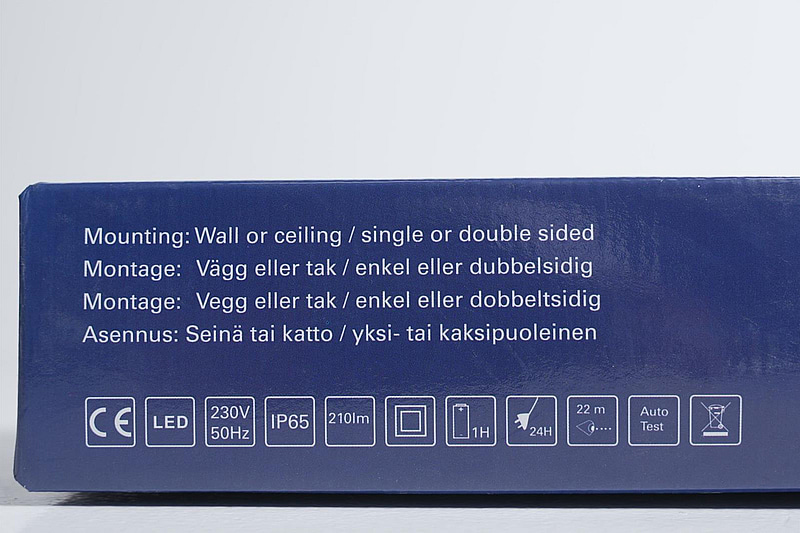 Mounting: Wall or ceiling / single or double sided
Montage: Vägg eller tak / enkel eller dubbelsidig
Montage: Vegg eller tak / enkel eller dobbeltsidig
Asennus: Seinä tai katto / yksi- tai kaksipuoleinen
CE
LED
230V
50Hz
IP65
210lm
1H
24H
22 m
Auto
Test